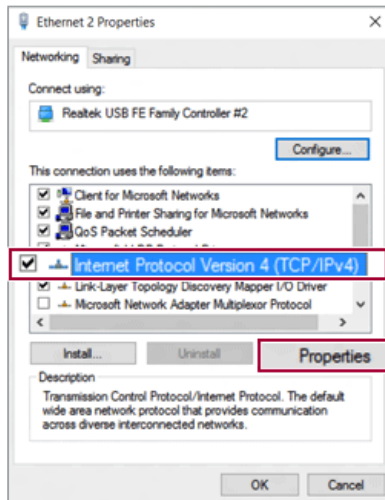 Ethernet 2 Properties
Networking Sharing
Connect using:
Realtek USB FE Family Controller #2
Configure...
This connection uses the following items:
Client for Microsoft Networks
File and Printer Sharing for Microsoft Networks
QoS Packet Scheduler
Internet Protocol Version 4 (TCP/IPv4)
Link-Layer Topology Discovery Mapper I/O Driver
Microsoft Network Adapter Multiplexor Protocol
Install... Uninstall Properties
Description
Transmission Control Protocol/Internet Protocol. The default
wide area network protocol that provides communication
across diverse interconnected networks.
OK Cancel